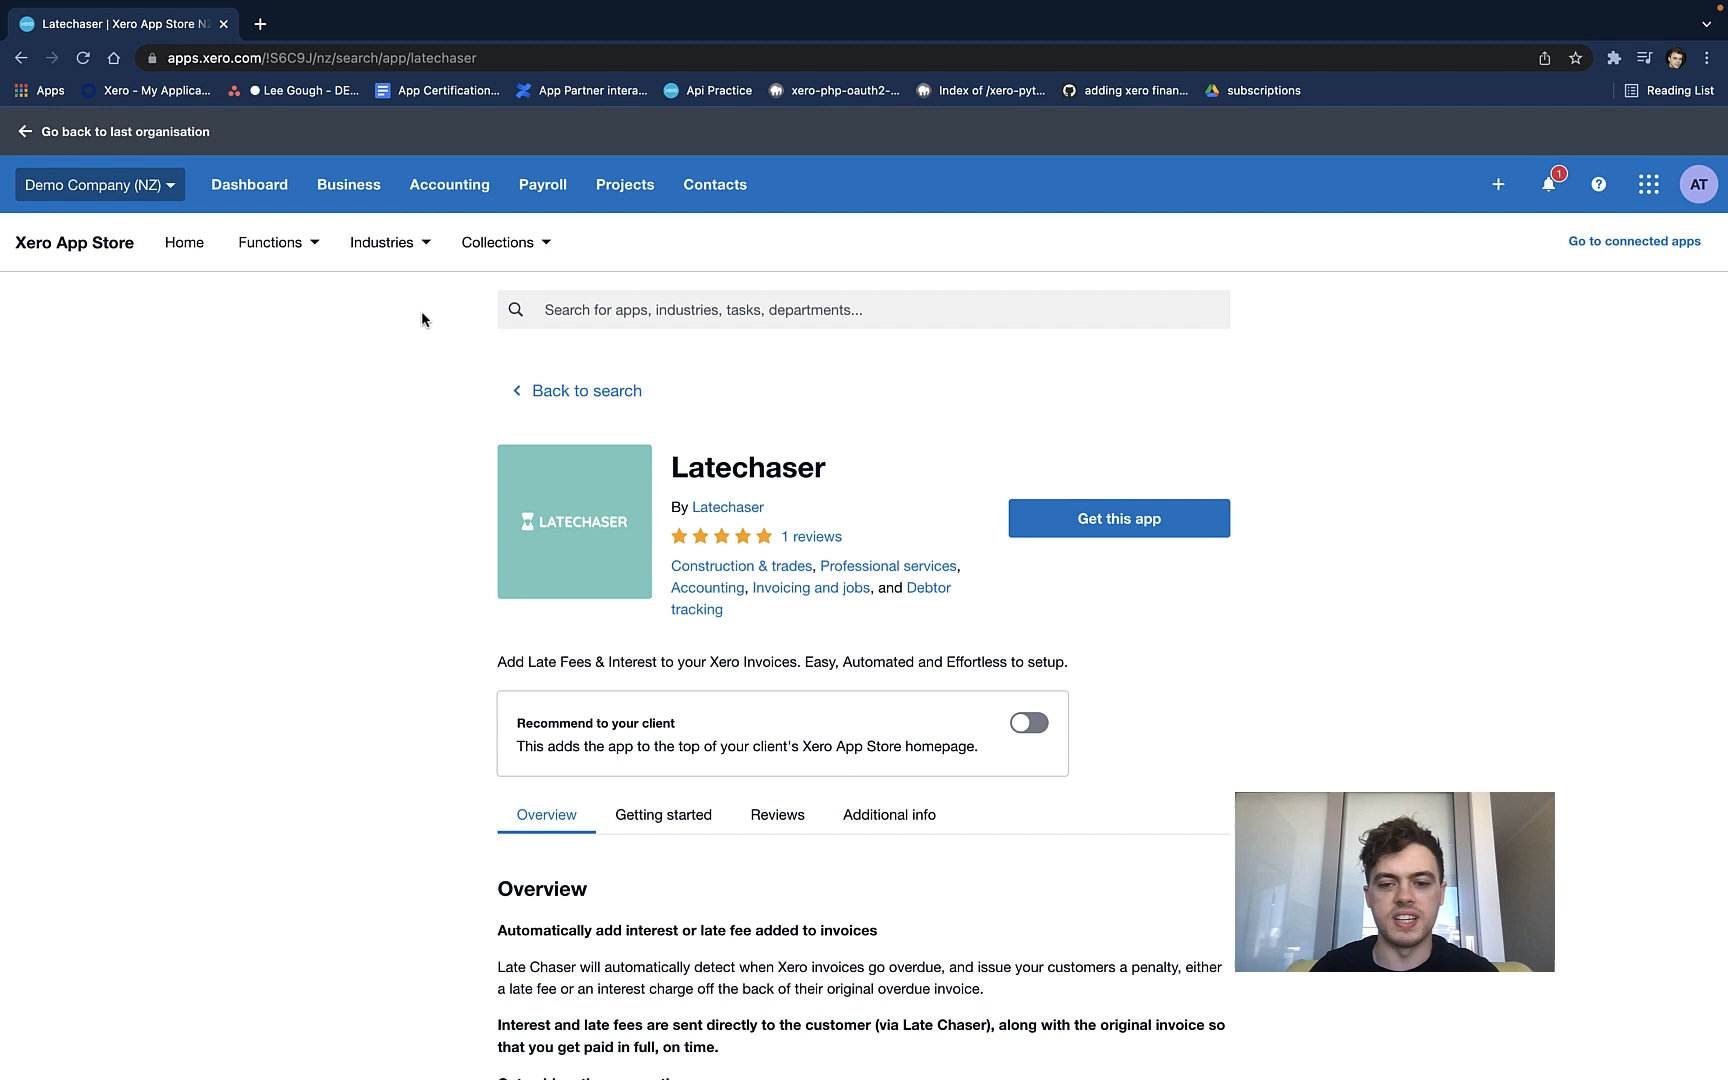 Latechaser | Xero App Store N
apps.xero.com/!S6C9J/nz/search/app/latechaser
Apps
Xero - My Applica...
Lee Gough - DE...
App Certification...
App Partner intera...
Api Practice
xero-php-oauth2-...
Index of /xero-pyt...
adding xero finan...
subscriptions
Reading List
Go back to last organisation
Demo Company (NZ)
Dashboard
Business
Accounting
Payroll
Projects
Contacts
1
AT
Xero App Store
Home
Functions
Industries
Collections
Go to connected apps
Search for apps, industries, tasks, departments...
Back to search
LATECHASER
Latechaser
By Latechaser
1 reviews
Construction & trades, Professional services,
Accounting, Invoicing and jobs, and Debtor
tracking
Get this app
Add Late Fees & Interest to your Xero Invoices. Easy, Automated and Effortless to setup.
Recommend to your client
This adds the app to the top of your client's Xero App Store homepage.
Overview
Getting started
Reviews
Additional info
Overview
Automatically add interest or late fee added to invoices
Late Chaser will automatically detect when Xero invoices go overdue, and issue your customers a penalty, either
a late fee or an interest charge off the back of their original overdue invoice.
Interest and late fees are sent directly to the customer (via Late Chaser), along with the original invoice so
that you get paid in full, on time.